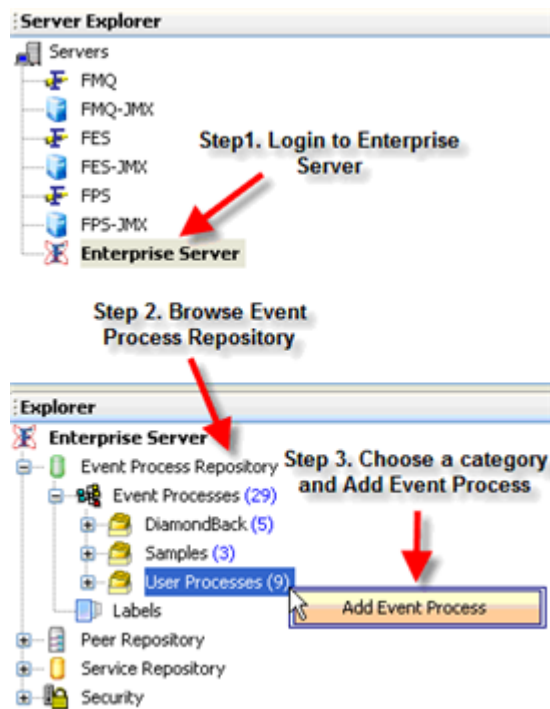 Server Explorer
Servers
FMQ
FMQ-JMX
FES
Step1. Login to Enterprise
Server
FES-JMX
FPS
FPS-JMX
Enterprise Server
Step 2. Browse Event
Process Repository
Explorer
Enterprise Server
Event Process Repository
Step 3. Choose a category
and Add Event Process
Event Processes (29)
DiamondBack (5)
Samples (3)
User Processes (9)
Add Event Process
Labels
Peer Repository
Service Repository
Security